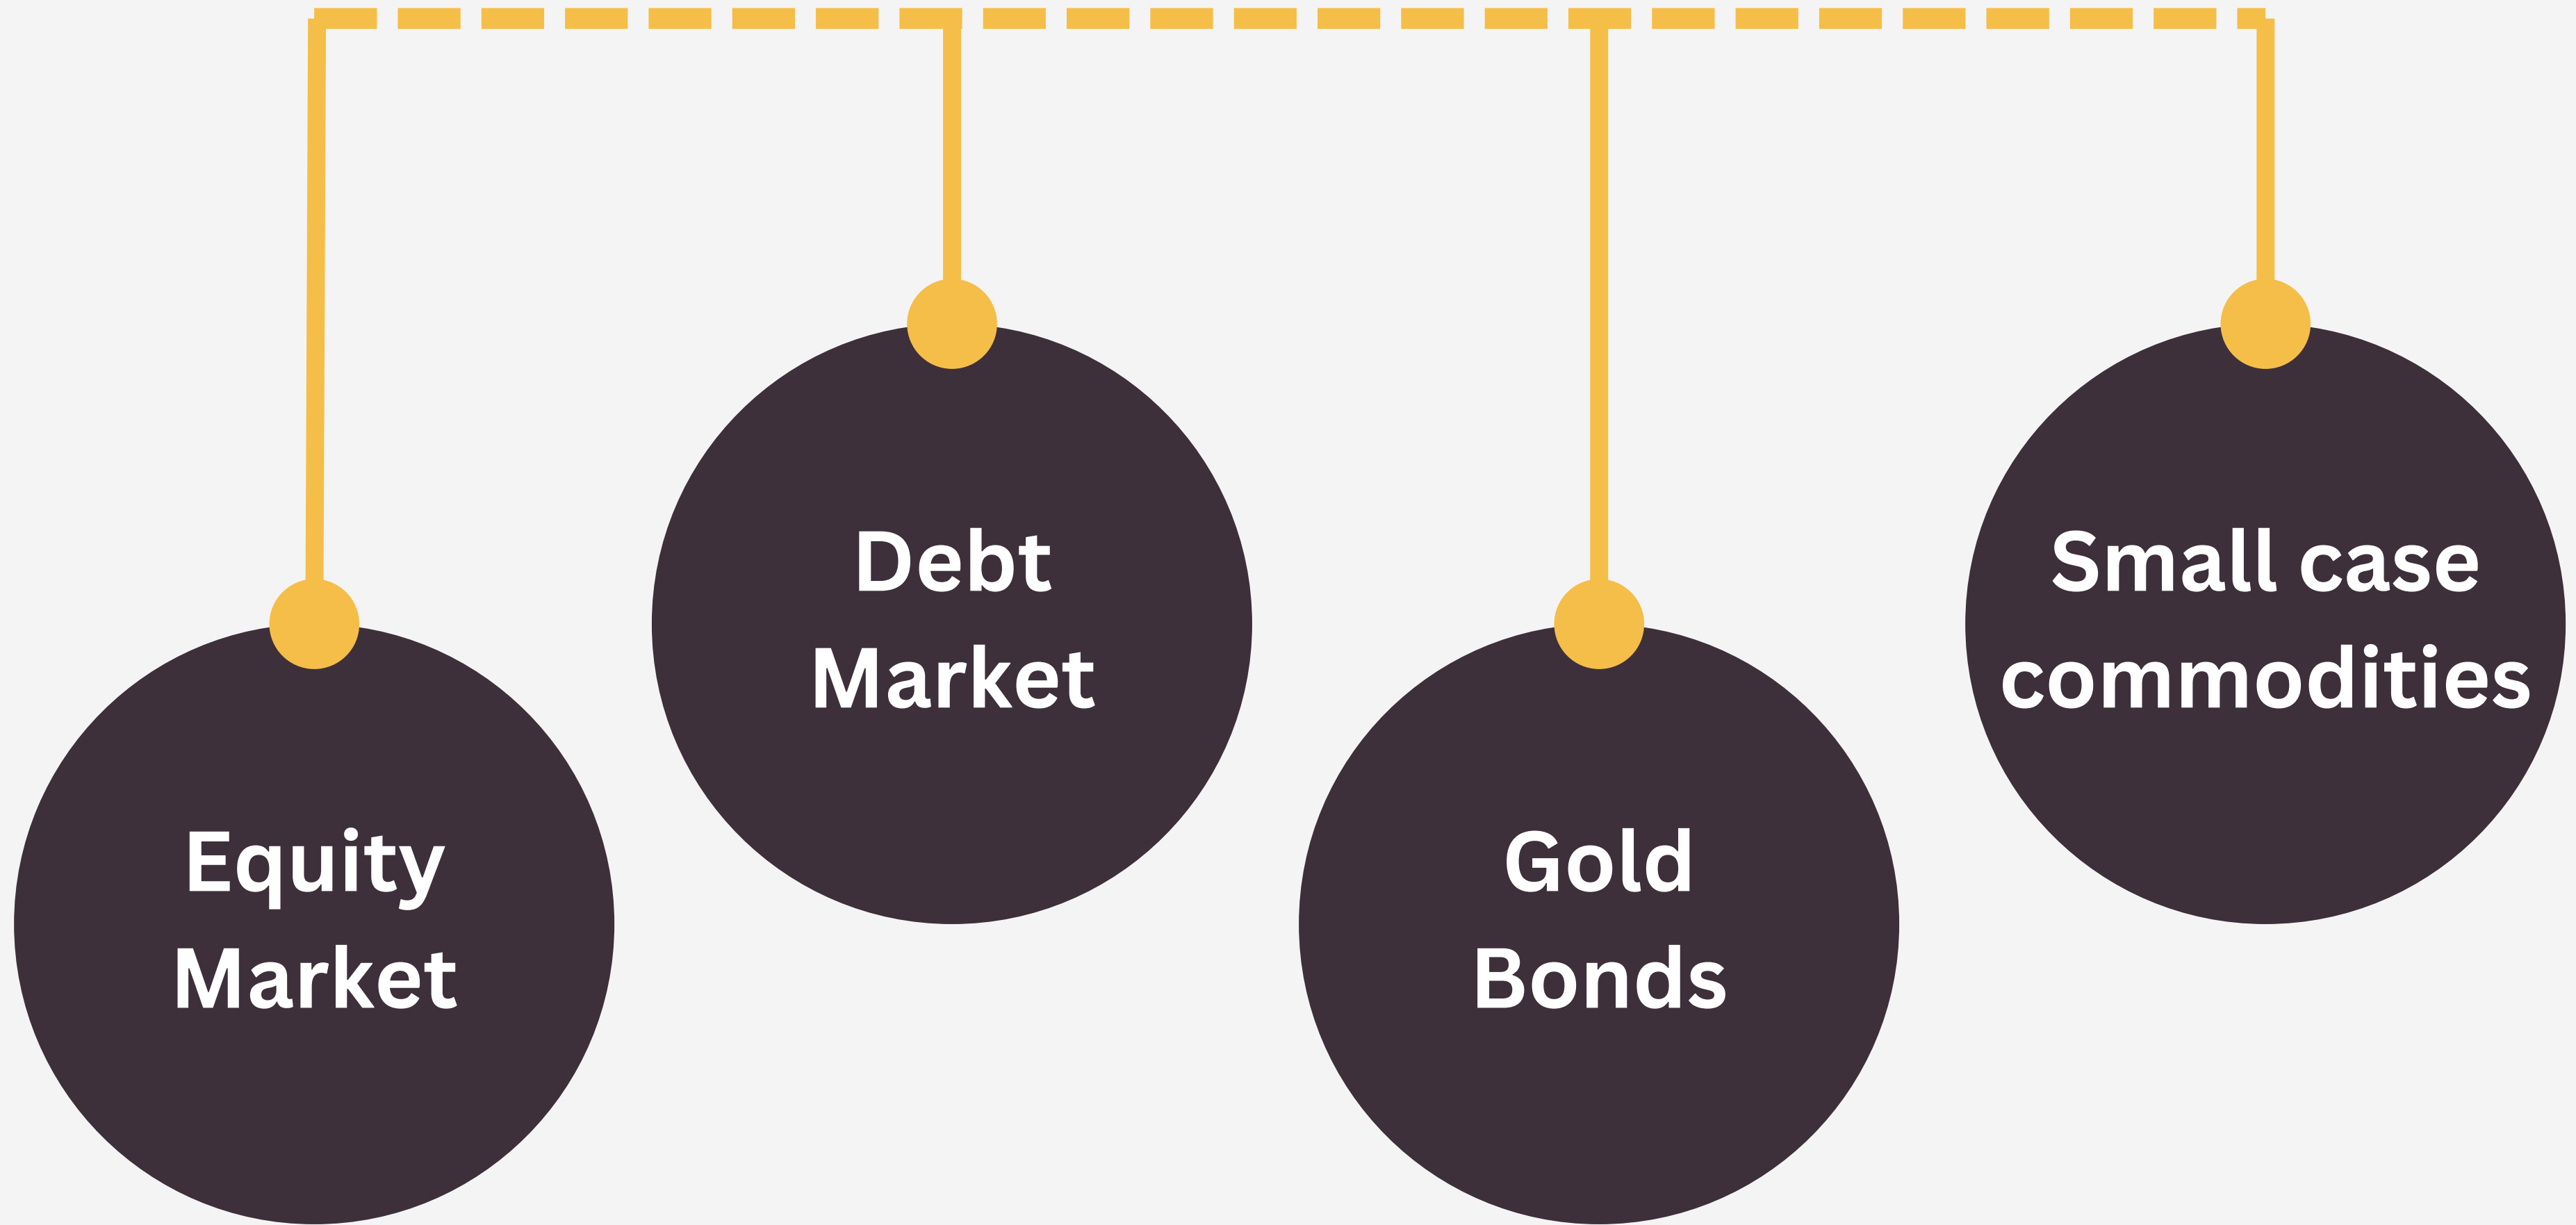 Equity
Market
Debt
Market
Gold
Bonds
Small case
commodities